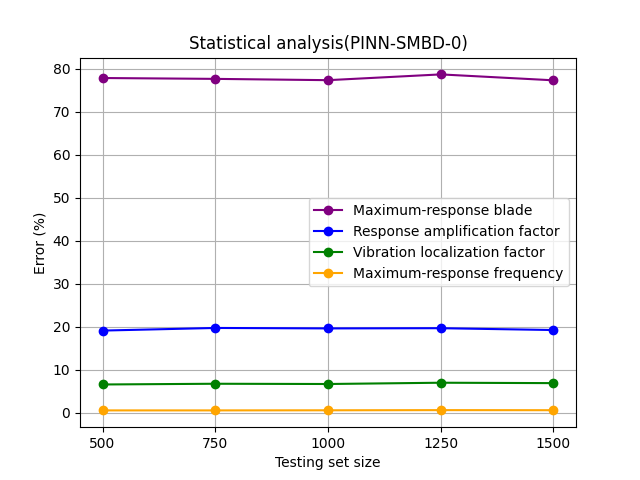 Statistical analysis(PINN-SMBD-0)
80
70
60
50
40
30
20
10
0
Error (%)
Maximum-response blade
Response amplification factor
Vibration localization factor
Maximum-response frequency
500 750 1000 1250 1500
Testing set size